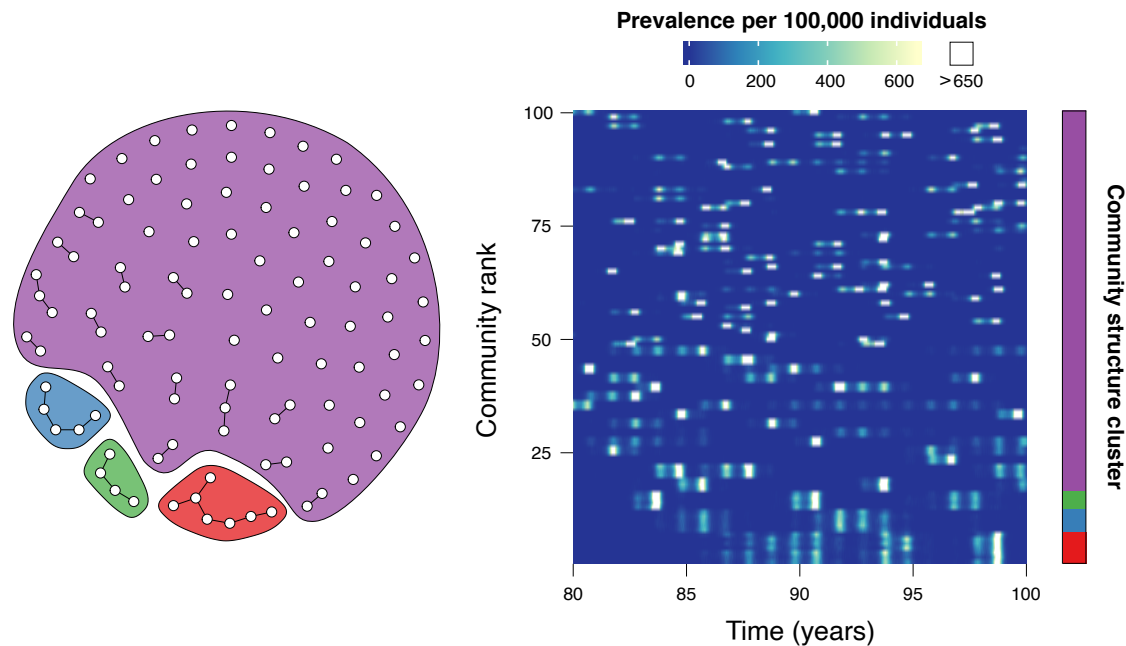 Prevalence per 100,000 individuals
0 200 400 600 >650
100
75
50
25
Community rank
80 85 90 95 100
Time (years)
Community structure cluster